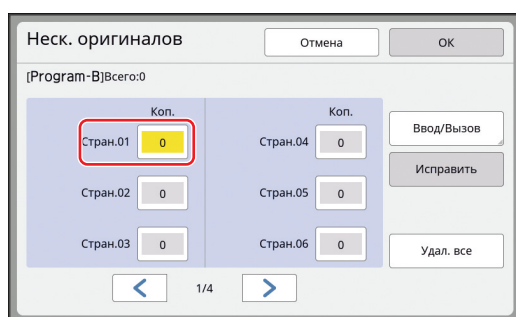 Неск. оригиналов
Отмена
ОК
[Program-B]Всего:0
Коп.
Коп.
Стран.01 0
Стран.04 0
Ввод/Вызов
Исправить
Стран.02 0
Стран.05 0
Стран.03 0
Стран.06 0
Удал. все
1/4